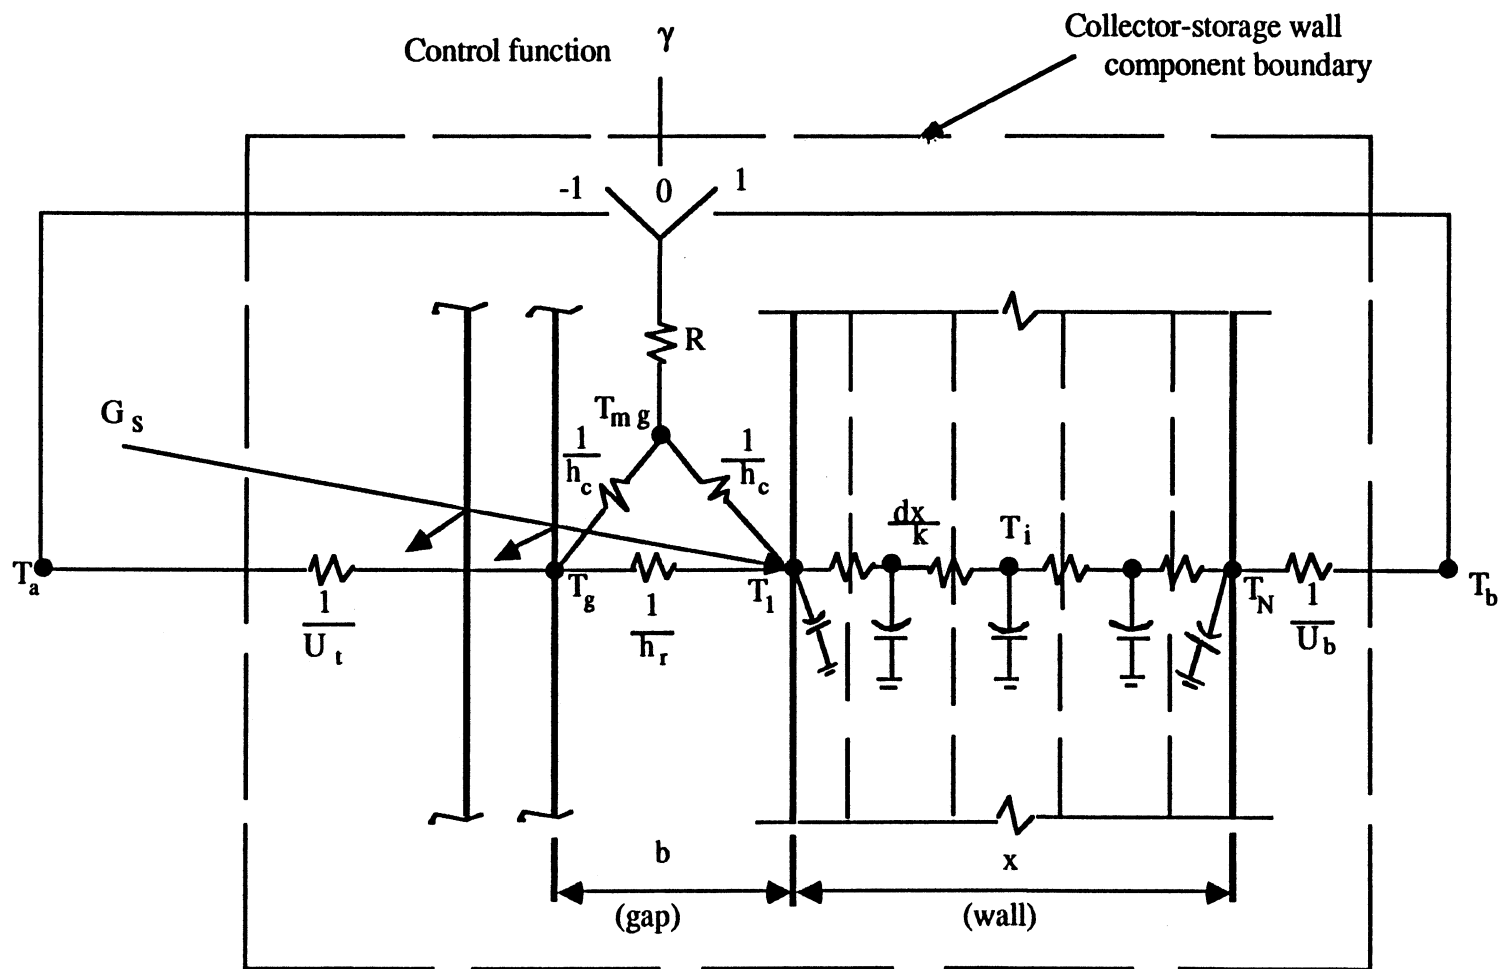 Control function
γ
Collector-storage wall
component boundary
-1
0
1
R
G s
T m g
1
h c
1
h c
dx
k
T i
T a
T g
T 1
T N
T b
1
U t
1
h r
1
U b
b
x
(gap)
(wall)